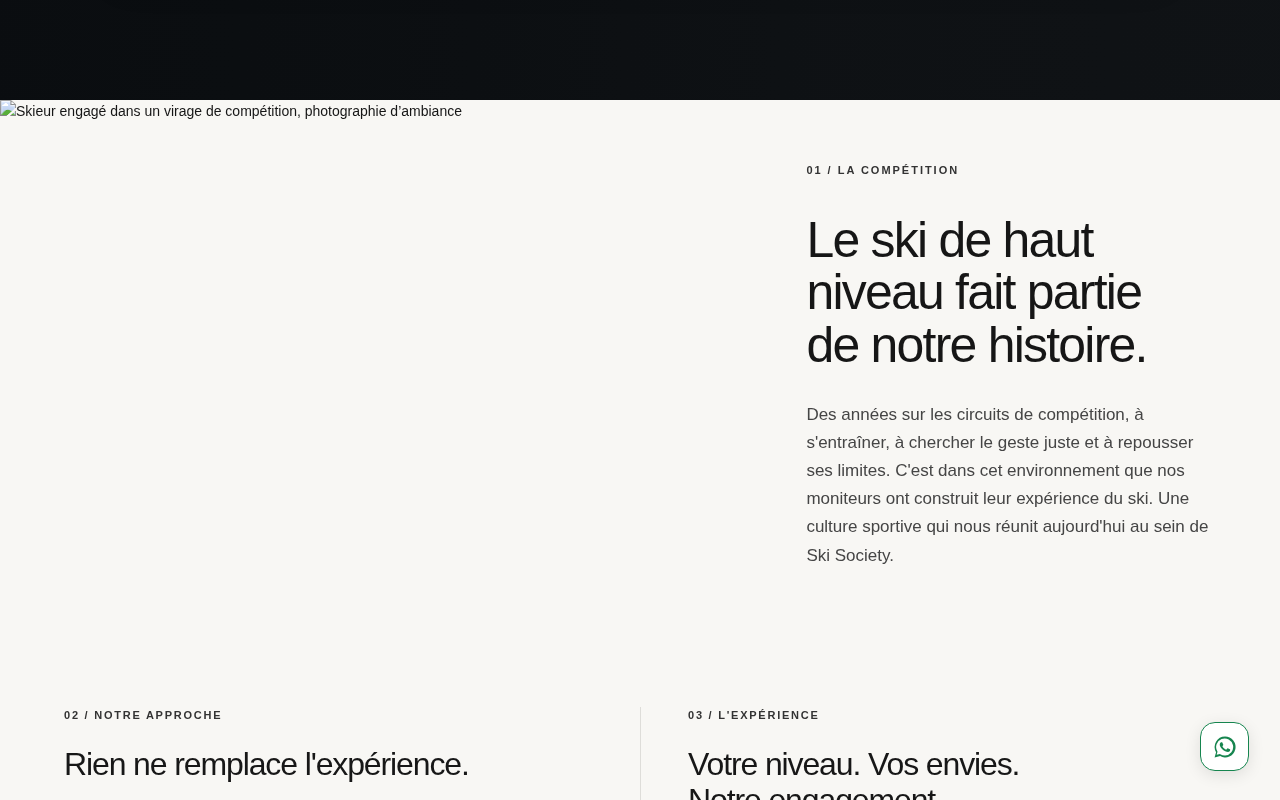 Skieur engagé dans un virage de compétition, photographie d’ambiance
01 / LA COMPÉTITION
Le ski de haut
niveau fait partie
de notre histoire.
Des années sur les circuits de compétition, à
s'entraîner, à chercher le geste juste et à repousser
ses limites. C'est dans cet environnement que nos
moniteurs ont construit leur expérience du ski. Une
culture sportive qui nous réunit aujourd'hui au sein de
Ski Society.
02 / NOTRE APPROCHE
Rien ne remplace l'expérience.
03 / L'EXPÉRIENCE
Votre niveau. Vos envies.
Notre engagement.